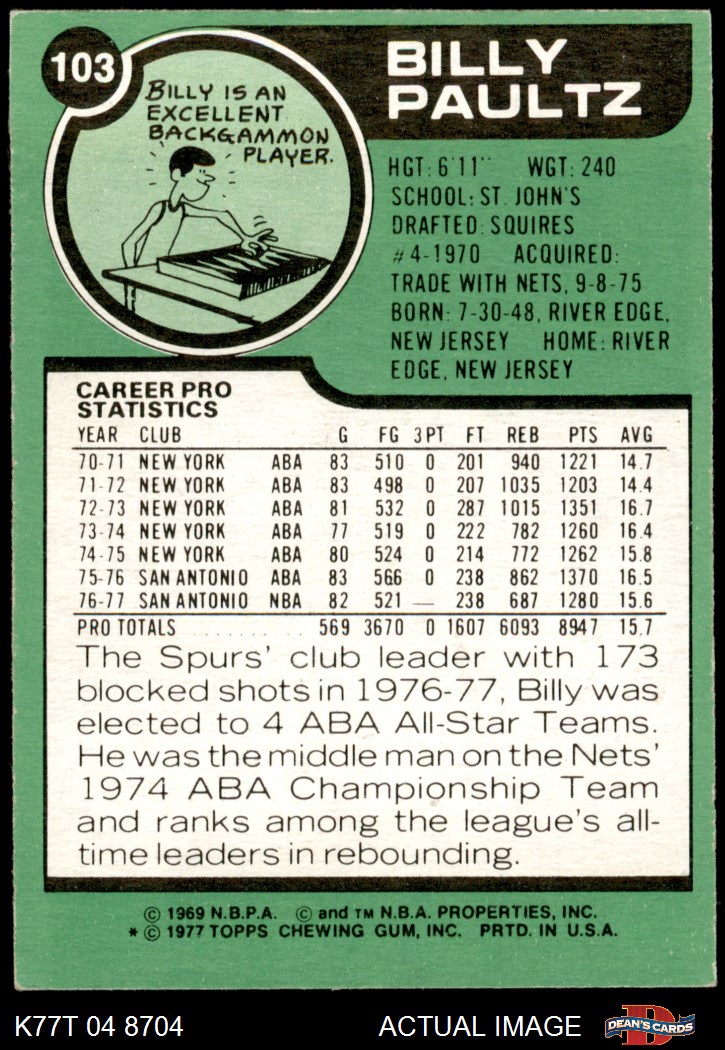 103
BILLY IS AN
EXCELLENT
BACKGAMMON
PLAYER.
BILLY
PAULTZ
HGT: 6'11" WGT: 240
SCHOOL: ST. JOHN'S
DRAFTED: SQUIRES
#4-1970 ACQUIRED:
TRADE WITH NETS, 9-8-75
BORN: 7-30-48, RIVER EDGE,
NEW JERSEY HOME: RIVER
EDGE, NEW JERSEY
CAREER PRO
STATISTICS
YEAR CLUB G FG 3PT FT REB PTS AVG
70-71 NEW YORK ABA 83 510 0 201 940 1221 14.7
71-72 NEW YORK ABA 83 498 0 207 1035 1203 14.4
72-73 NEW YORK ABA 81 532 0 287 1015 1351 16.7
73-74 NEW YORK ABA 77 519 0 222 782 1260 16.4
74-75 NEW YORK ABA 80 524 0 214 772 1262 15.8
75-76 SAN ANTONIO ABA 83 566 0 238 862 1370 16.5
76-77 SAN ANTONIO NBA 82 521 — 238 687 1280 15.6
PRO TOTALS . . . . . . . . . . 569 3670 0 1607 6093 8947 15.7
The Spurs' club leader with 173
blocked shots in 1976-77, Billy was
elected to 4 ABA All-Star Teams.
He was the middle man on the Nets'
1974 ABA Championship Team
and ranks among the league's all-
time leaders in rebounding.
© 1969 N.B.P.A. © and TM N.B.A. PROPERTIES, INC.
* © 1977 TOPPS CHEWING GUM, INC. PRTD. IN U.S.A.
K77T 04 8704 ACTUAL IMAGE
D
DEAN'S CARDS